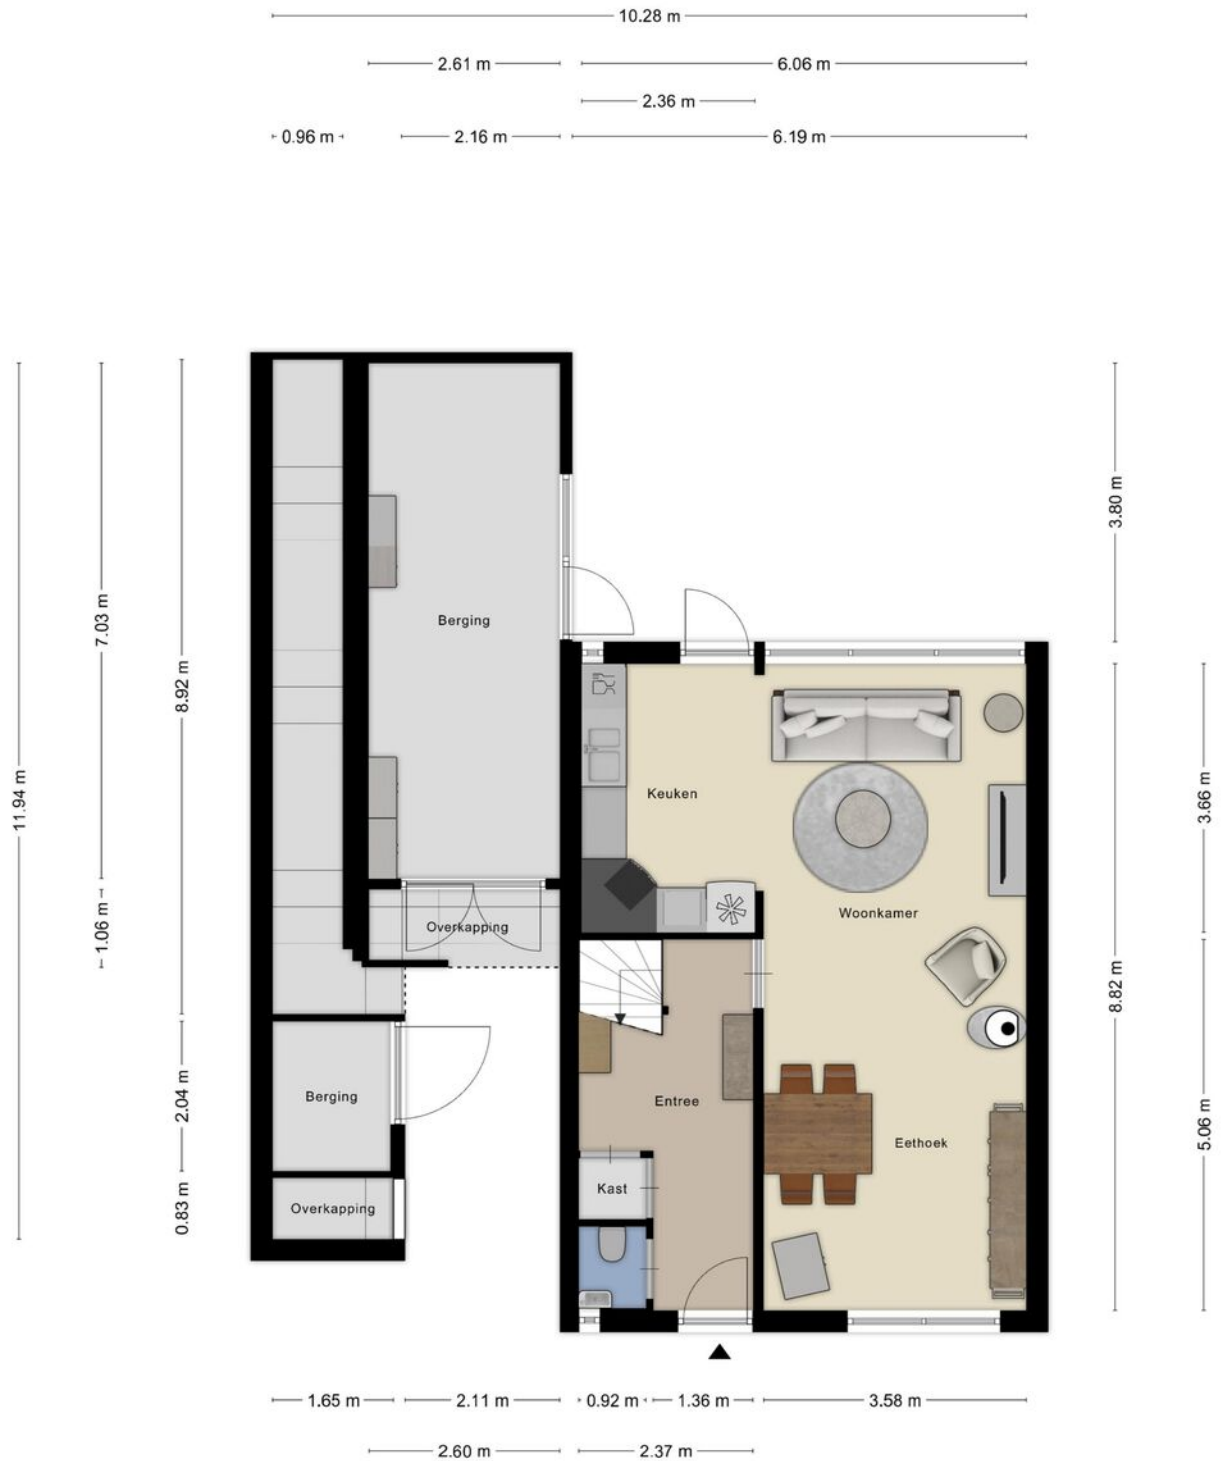 10.28 m
2.61 m
6.06 m
2.36 m
0.96 m
2.16 m
6.19 m
3.80 m
7.03 m
Berging
8.92 m
3.66 m
Keuken
11.94 m
Woonkamer
1.06 m
Overkapping
8.82 m
2.04 m
Berging
Entree
5.06 m
Eethoek
Kast
0.83 m
Overkapping
1.65 m
2.11 m
0.92 m
1.36 m
3.58 m
2.60 m
2.37 m